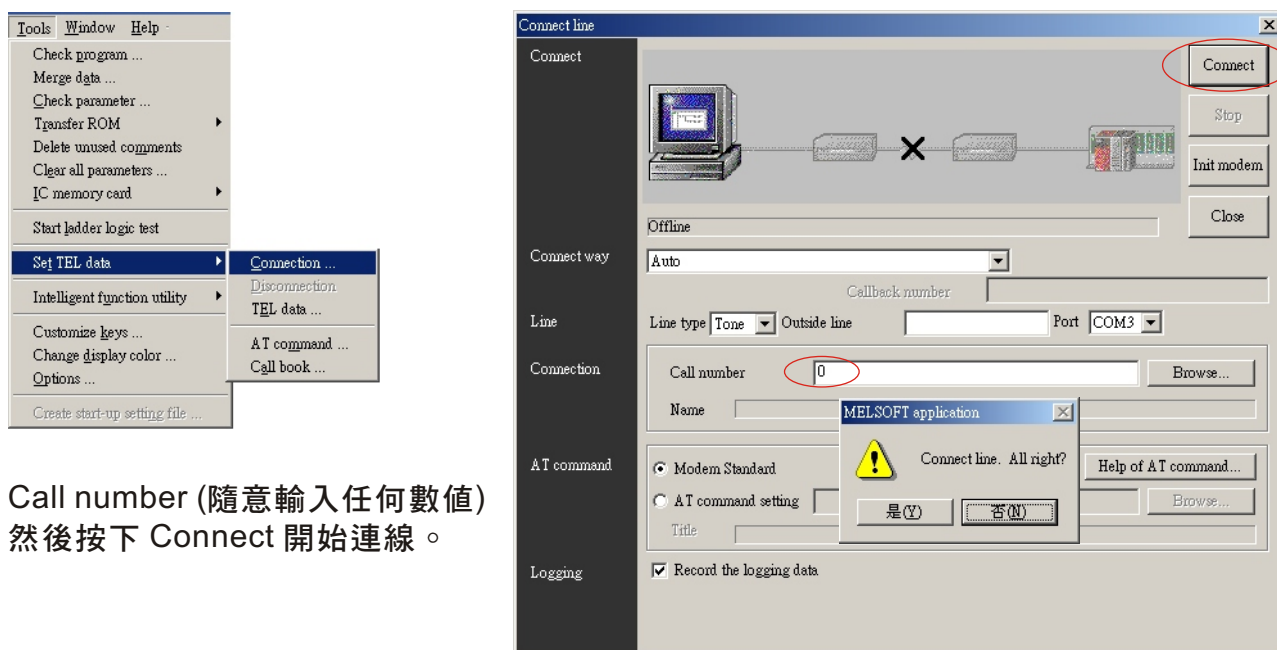 Tools Window Help
Check program ...
Merge data ...
Check parameter ...
Transfer ROM
Delete unused comments
Clear all parameters ...
IC memory card
Start ladder logic test
Set TEL data
Intelligent function utility
Customize keys ...
Change display color ...
Options ...
Create start-up setting file ...
Connection ...
Disconnection
TEL data ...
AT command ...
Call book ...
Call number (隨意輸入任何數值)
然後按下 Connect 開始連線。
Connect line
Connect
Connect
Stop
Init modem
Close
Offline
Connect way
Auto
Callback number
Line
Line type Tone Outside line Port COM3
Connection
Call number 0 Browse...
Name
MELSOFT application
Connect line. All right?
是(Y) 否(N)
AT command
Modem Standard
Help of AT command...
AT command setting
Browse...
Title
Logging
Record the logging data